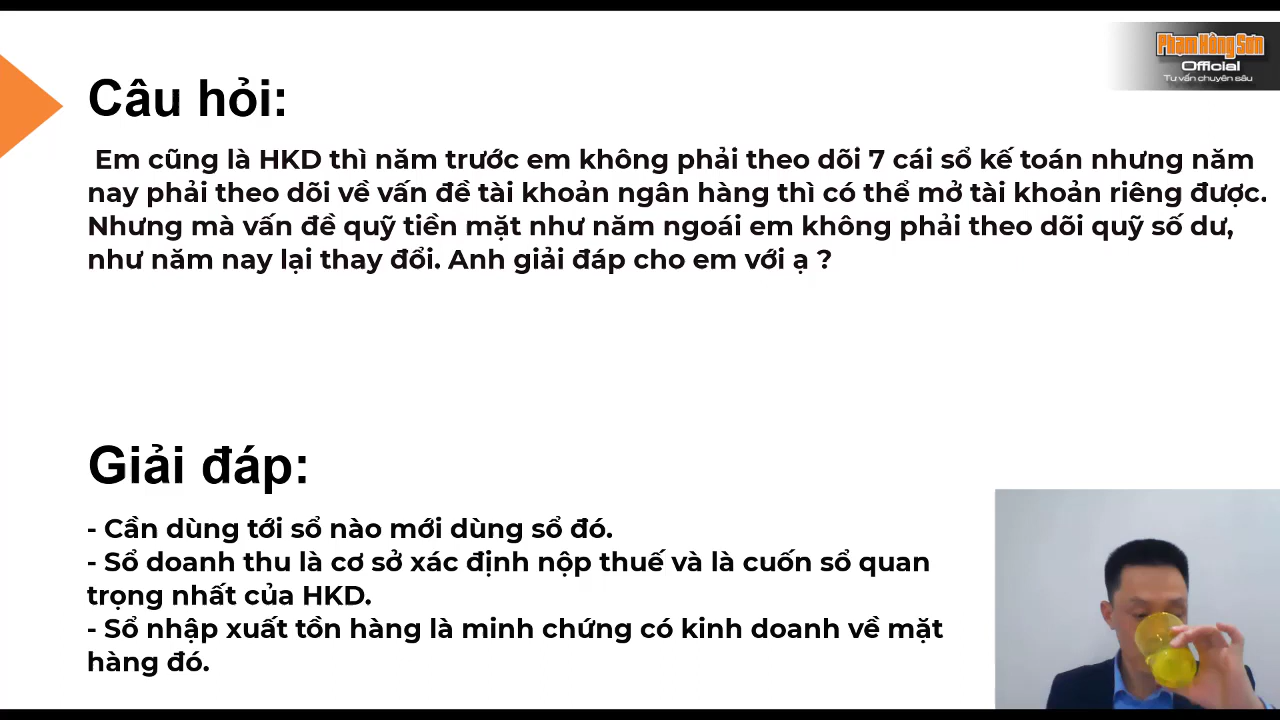 Phạm Hồng Sơn
Official
Tư vấn chuyên sâu
Câu hỏi:
Em cũng là HKD thì năm trước em không phải theo dõi 7 cái sổ kế toán nhưng năm
nay phải theo dõi về vấn đề tài khoản ngân hàng thì có thể mở tài khoản riêng được.
Nhưng mà vấn đề quỹ tiền mặt như năm ngoái em không phải theo dõi quỹ số dư,
như năm nay lại thay đổi. Anh giải đáp cho em với ạ ?
Giải đáp:
- Cần dùng tới sổ nào mới dùng sổ đó.
- Sổ doanh thu là cơ sở xác định nộp thuế và là cuốn sổ quan
trọng nhất của HKD.
- Sổ nhập xuất tồn hàng là minh chứng có kinh doanh về mặt
hàng đó.